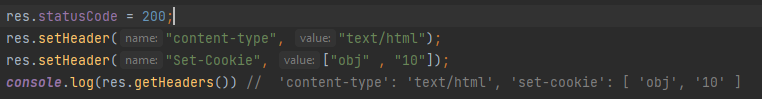 res.statusCode = 200;
res.setHeader( name: "content-type", value: "text/html");
res.setHeader( name: "Set-Cookie", value: ["obj" , "10"]);
console.log(res.getHeaders()) //  'content-type': 'text/html', 'set-cookie': [ 'obj', '10' ]